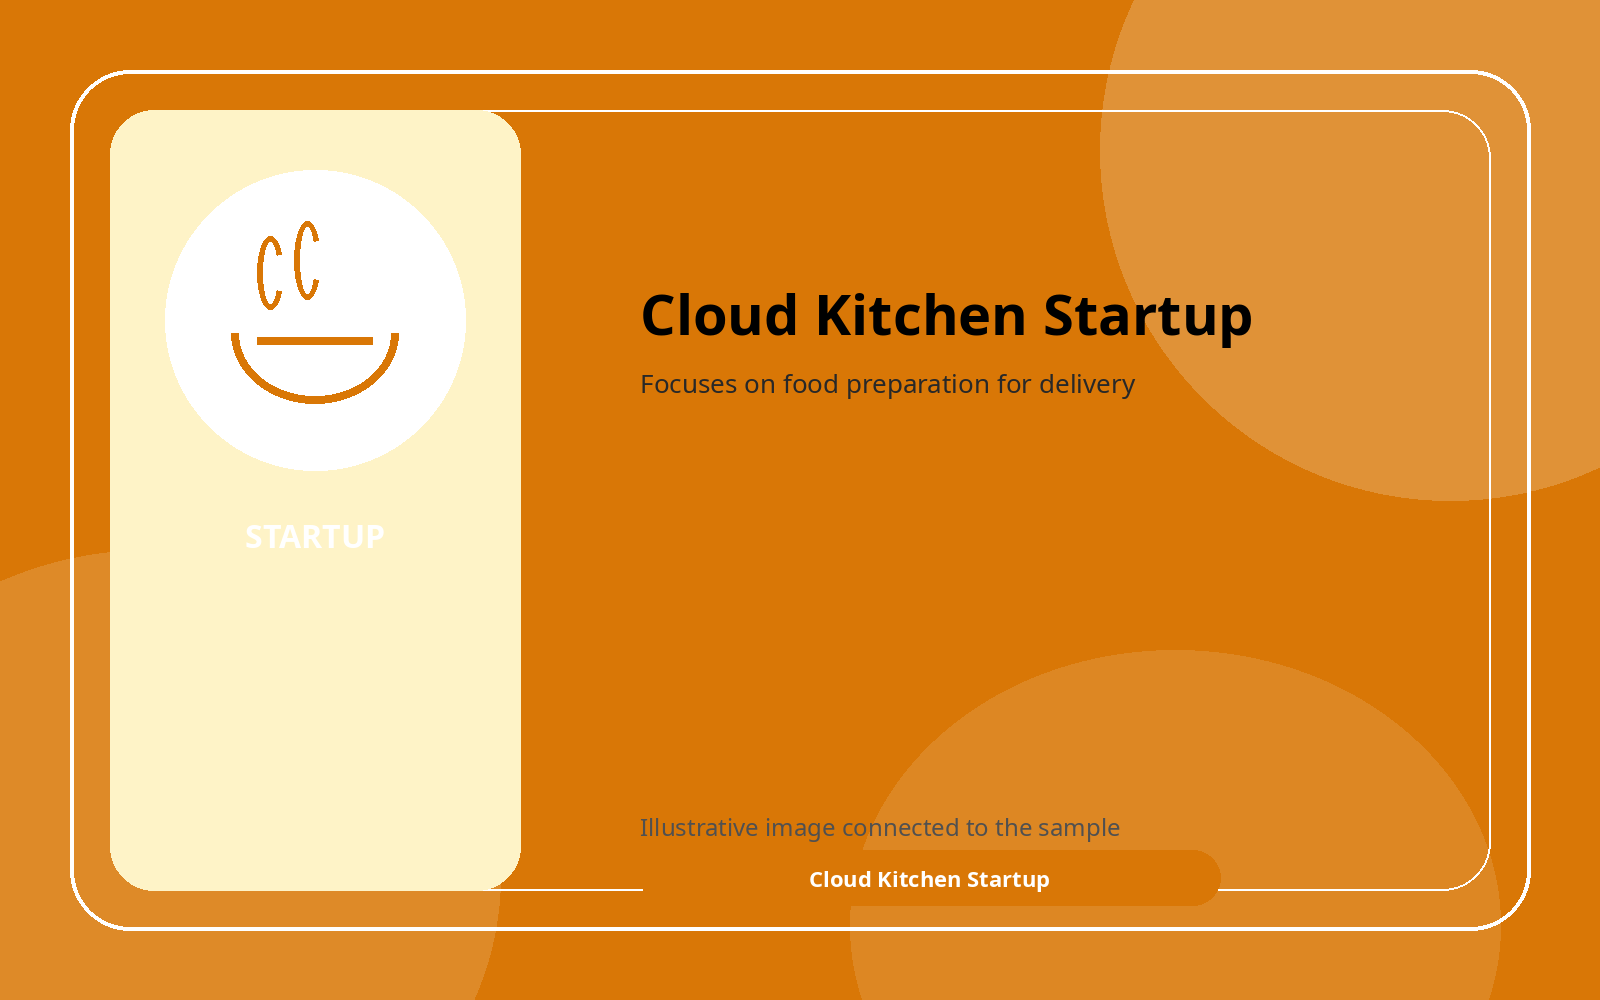 STARTUP
Cloud Kitchen Startup
Focuses on food preparation for delivery
Illustrative image connected to the sample
Cloud Kitchen Startup